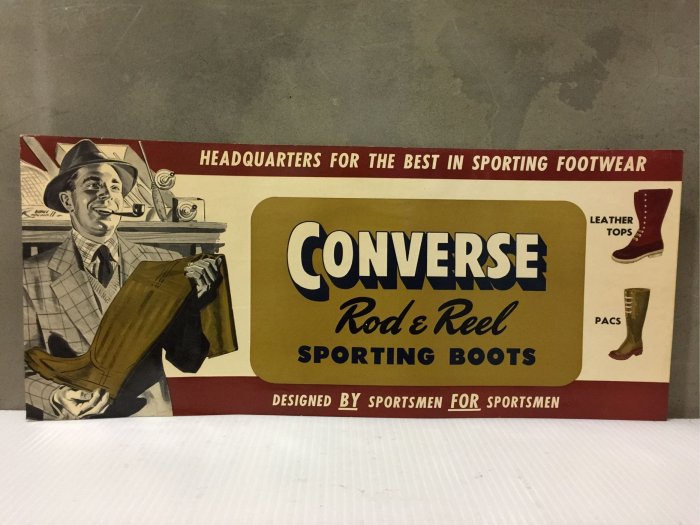 HEADQUARTERS FOR THE BEST IN SPORTING FOOTWEAR
CONVERSE
Rod & Reel
SPORTING BOOTS
LEATHER
TOPS
PACS
DESIGNED BY SPORTSMEN FOR SPORTSMEN